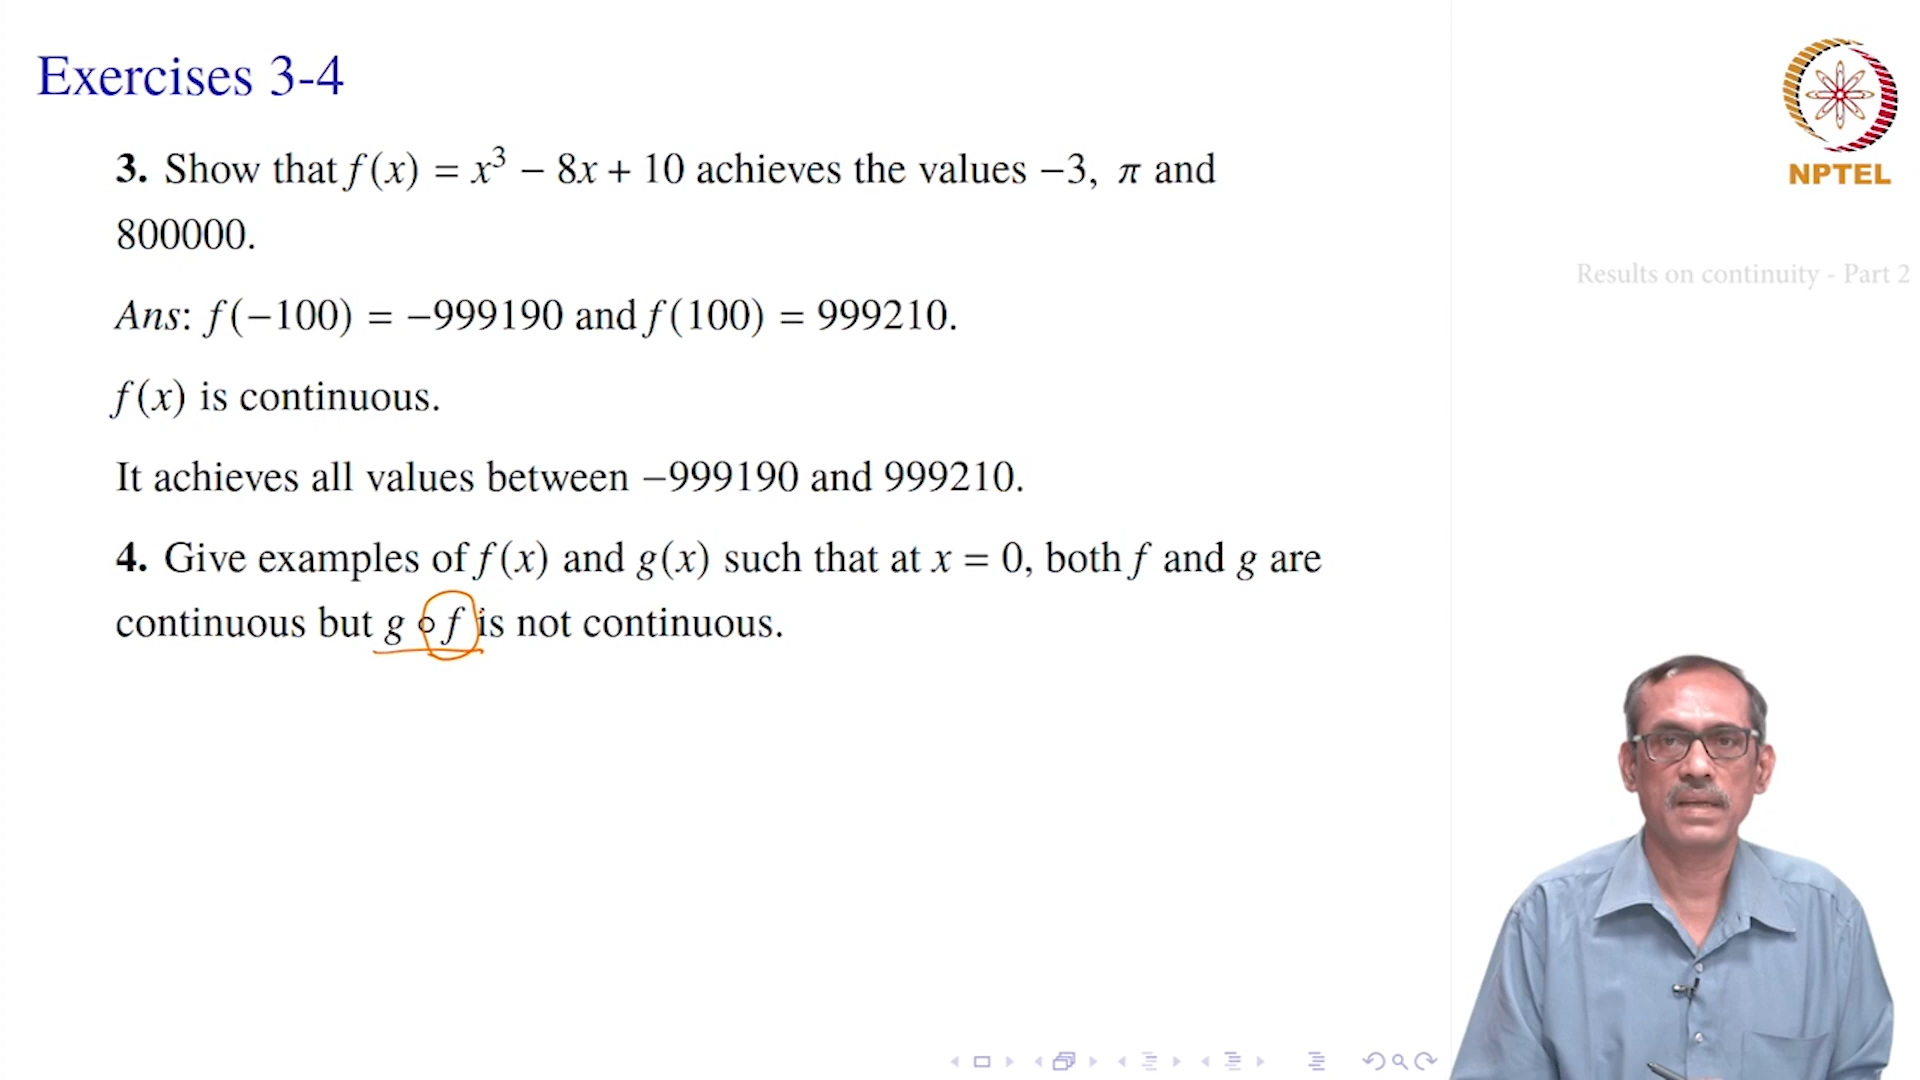 Exercises 3-4
3. Show that f(x) = x³ − 8x + 10 achieves the values −3, π and
800000.
Ans: f(−100) = −999190 and f(100) = 999210.
f(x) is continuous.
It achieves all values between −999190 and 999210.
4. Give examples of f(x) and g(x) such that at x = 0, both f and g are
continuous but g ∘ f is not continuous.
NPTEL
Results on continuity - Part 2